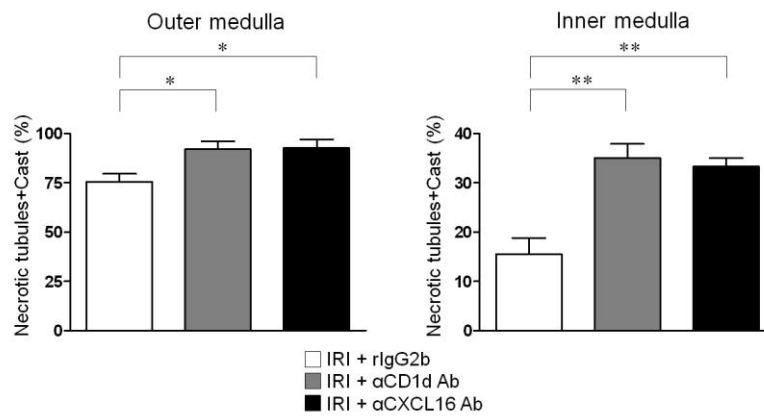 Outer medulla
*
*
Necrotic tubules+Cast (%)
100
75
50
25
0
Inner medulla
**
**
Necrotic tubules+Cast (%)
40
30
20
10
0
IRI + rIgG2b
IRI + αCD1d Ab
IRI + αCXCL16 Ab